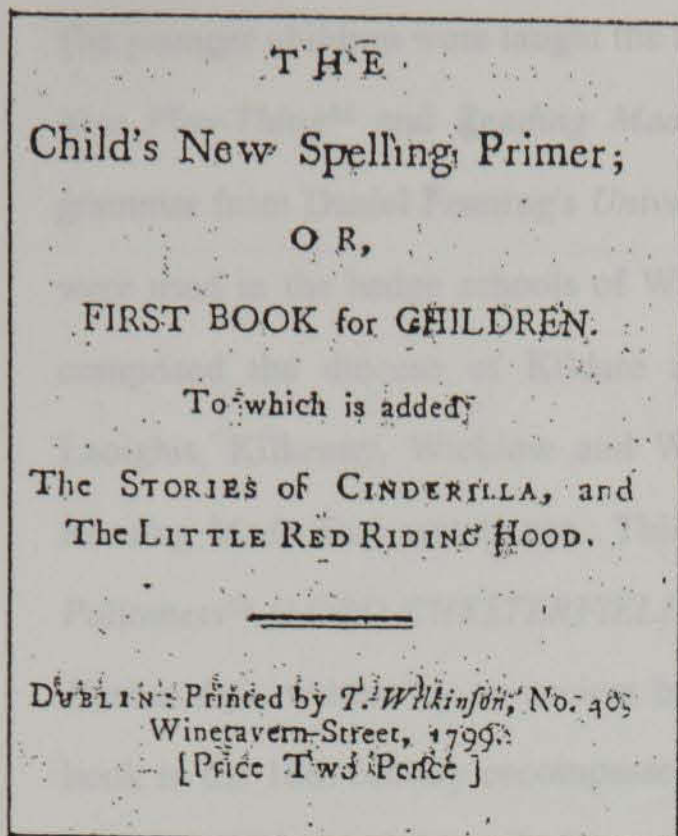 THE
Child's New Spelling Primer;
OR,
FIRST BOOK for CHILDREN.
To which is added,
The STORIES of CINDERILLA, and
The LITTLE RED RIDING HOOD.
DUBLIN: Printed by T. Wilkinſon, No. 40,
Winetavern-Street, 1799.
[Price Two Pence]